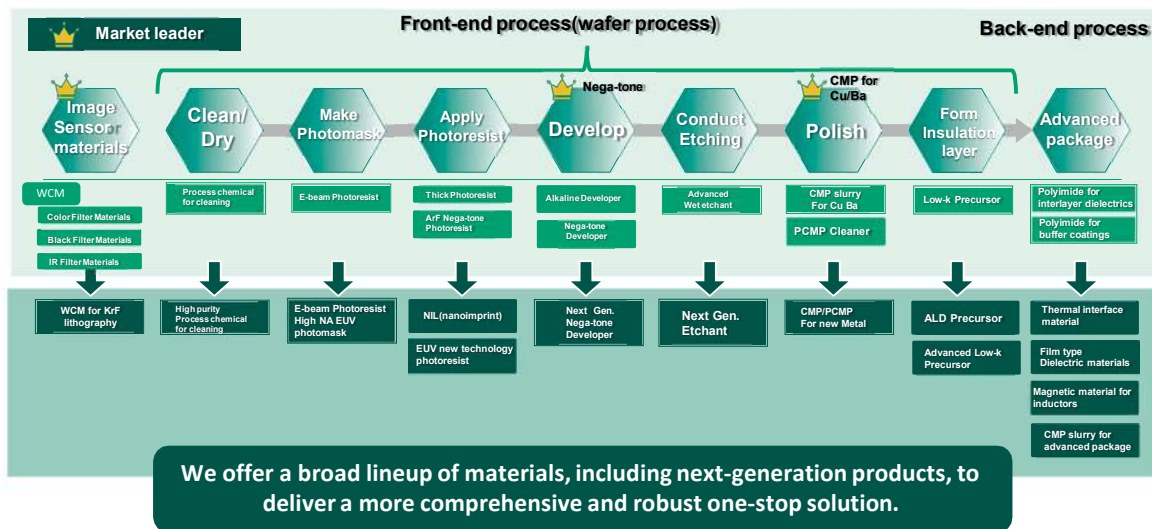 Market leader
Front-end process(wafer process)
Back-end process
Image
Sensor
materials
Clean/
Dry
Make
Photomask
Apply
Photoresist
Nega-tone
Develop
Conduct
Etching
CMP for
Cu/Ba
Polish
Form
Insulation
layer
Advanced
package
WCM
Color Filter Materials
Black Filter Materials
IR Filter Materials
Process chemical
for cleaning
E-beam Photoresist
Thick Photoresist
ArF Nega-tone
Photoresist
Alkaline Developer
Nega-tone
Developer
Advanced
Wet etchant
CMP slurry
For Cu Ba
PCMP Cleaner
Low-k Precursor
Polyimide for
interlayer dielectrics
Polyimide for
buffer coatings
WCM for KrF
lithography
High purity
Process chemical
for cleaning
E-beam Photoresist
High NA EUV
photomask
NIL(nanoimprint)
EUV new technology
photoresist
Next Gen.
Nega-tone
Developer
Next Gen.
Etchant
CMP/PCMP
For new Metal
ALD Precursor
Advanced Low-k
Precursor
Thermal interface
material
Film type
Dielectric materials
Magnetic material for
inductors
CMP slurry for
advanced package
We offer a broad lineup of materials, including next-generation products, to
deliver a more comprehensive and robust one-stop solution.